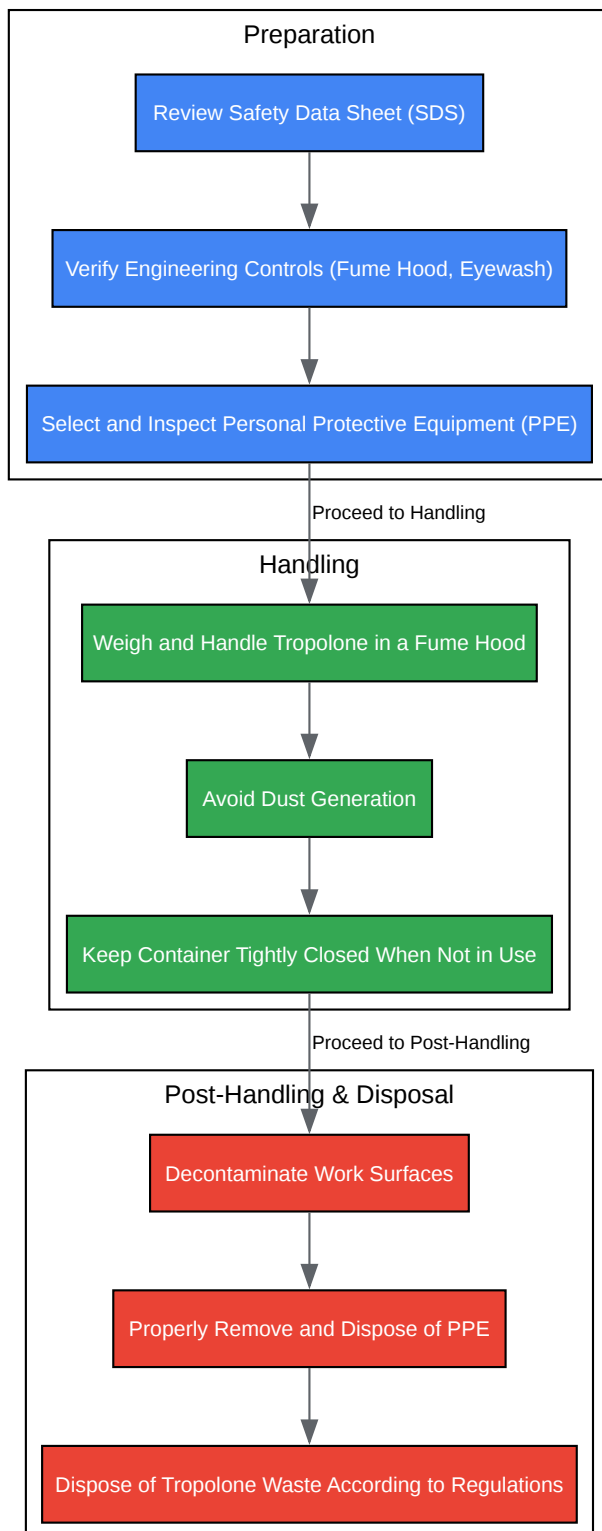 Preparation
Review Safety Data Sheet (SDS)
Verify Engineering Controls (Fume Hood, Eyewash)
Select and Inspect Personal Protective Equipment (PPE)
Proceed to Handling
Handling
Weigh and Handle Tropolone in a Fume Hood
Avoid Dust Generation
Keep Container Tightly Closed When Not in Use
Proceed to Post-Handling
Post-Handling & Disposal
Decontaminate Work Surfaces
Properly Remove and Dispose of PPE
Dispose of Tropolone Waste According to Regulations